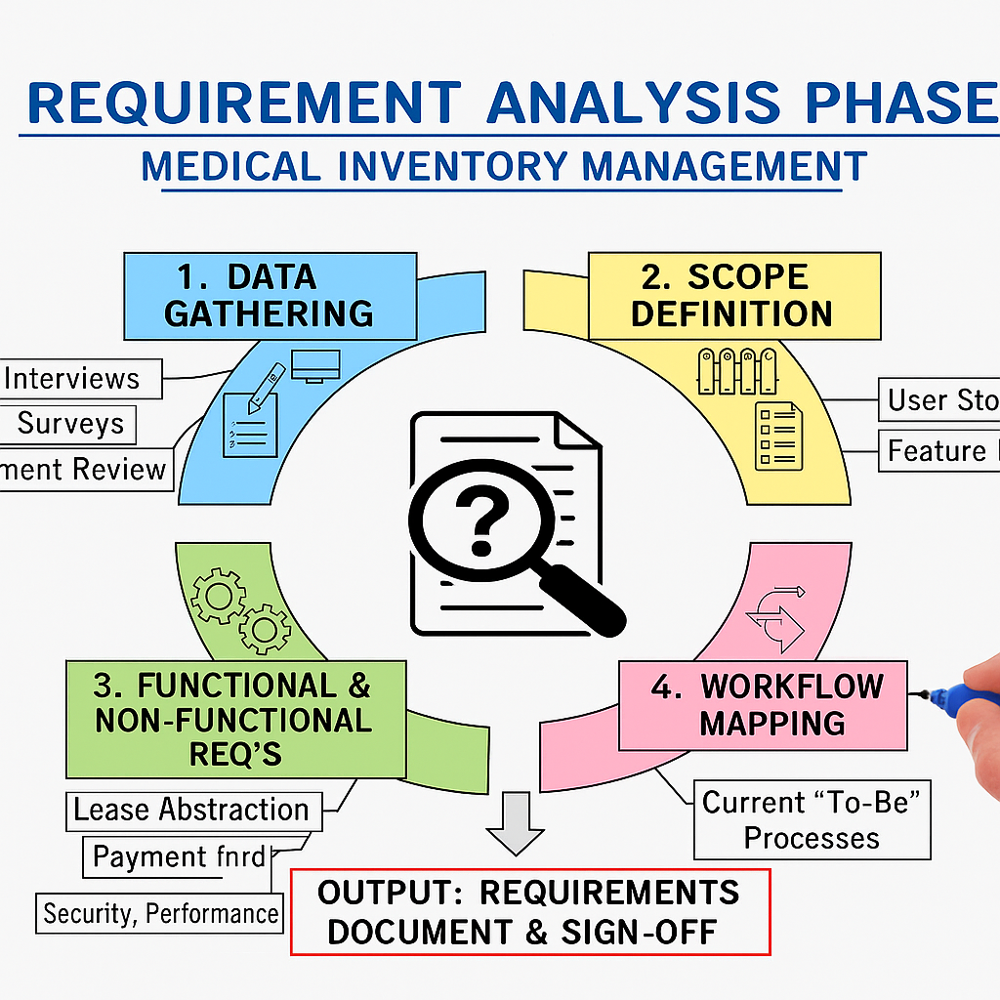 REQUIREMENT ANALYSIS PHASE
MEDICAL INVENTORY MANAGEMENT
1. DATA
GATHERING
2. SCOPE
DEFINITION
Interviews
Surveys
ment Review
User Sto
Feature
?
3. FUNCTIONAL &
NON-FUNCTIONAL
REQ'S
4. WORKFLOW
MAPPING
Lease Abstraction
Payment fnrd
Security, Performance
Current “To-Be”
Processes
OUTPUT: REQUIREMENTS
DOCUMENT & SIGN-OFF